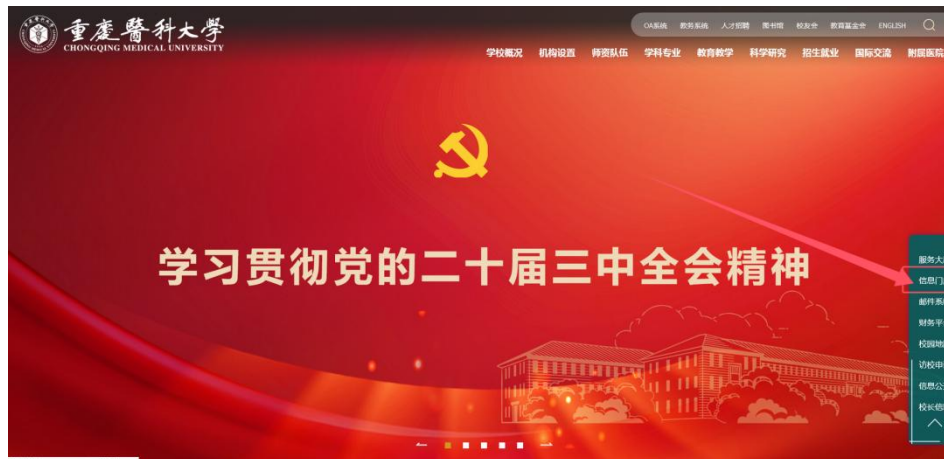 重慶醫科大學
CHONGQING MEDICAL UNIVERSITY
OA系统 教务系统 人才招聘 图书馆 校友会 教育基金会 ENGLISH
学校概况 机构设置 师资队伍 学科专业 教育教学 科学研究 招生就业 国际交流 附属医院
学习贯彻党的二十届三中全会精神
服务大
信息门
邮件系
财务平
校园地
访校申
信息公
校长信